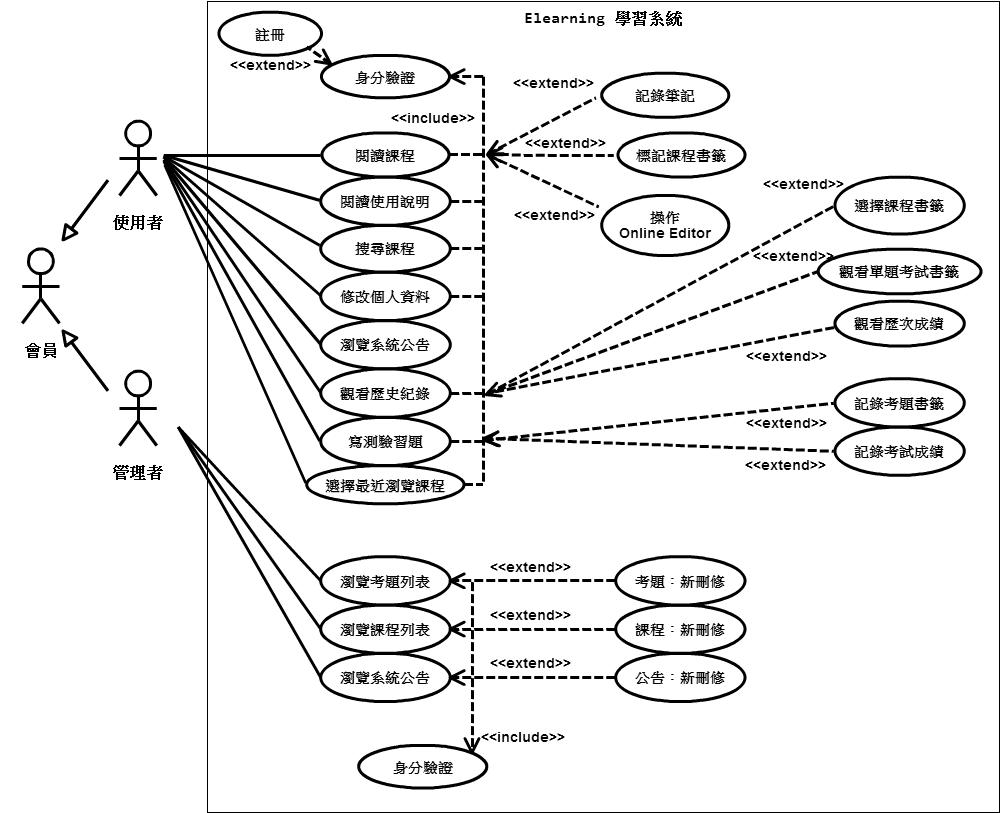 Elearning 學習系統
註冊
<<extend>>
身分驗證
<<include>>
<<extend>>
記錄筆記
閱讀課程
<<extend>>
標記課程書籤
使用者
閱讀使用說明
<<extend>>
操作
Online Editor
<<extend>>
選擇課程書籤
搜尋課程
<<extend>>
觀看單題考試書籤
會員
修改個人資料
瀏覽系統公告
觀看歷次成績
<<extend>>
觀看歷史紀錄
記錄考題書籤
<<extend>>
寫測驗習題
記錄考試成績
<<extend>>
管理者
選擇最近瀏覽課程
瀏覽考題列表
<<extend>>
考題：新刪修
瀏覽課程列表
<<extend>>
課程：新刪修
瀏覽系統公告
<<extend>>
公告：新刪修
<<include>>
身分驗證